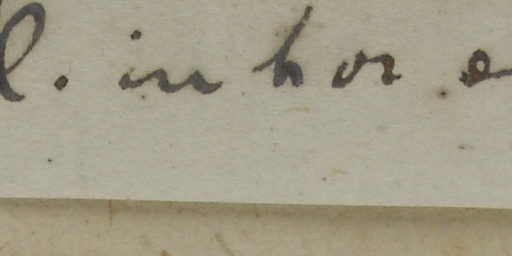 l. in hor e